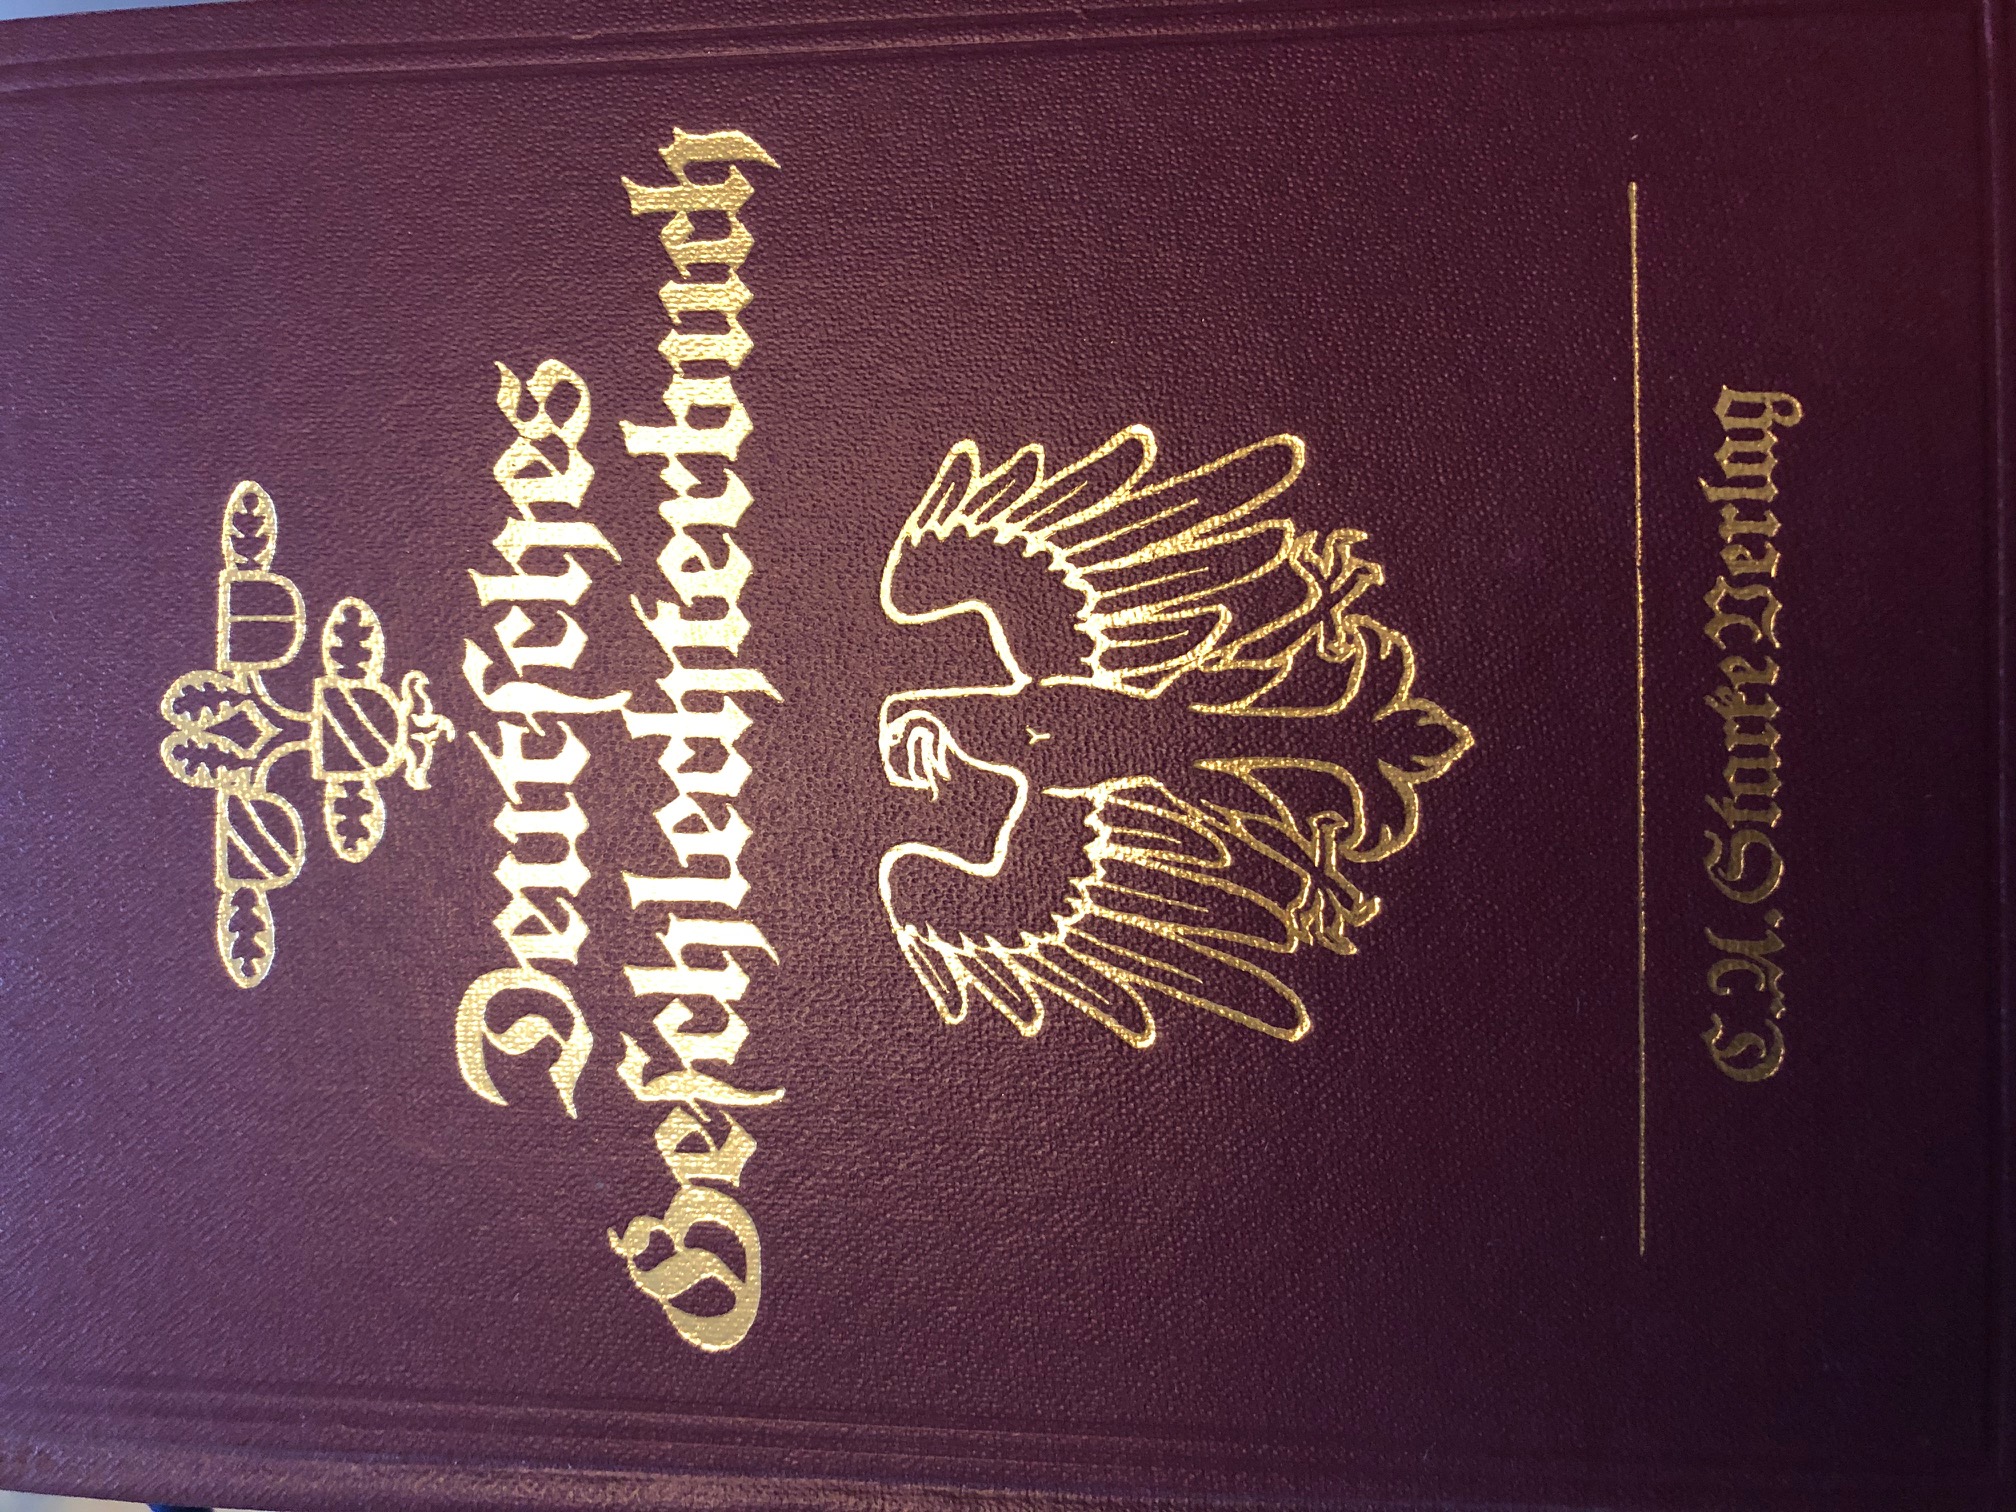 Deutſches
Geſchlechterbuch
C.A. Starke Verlag